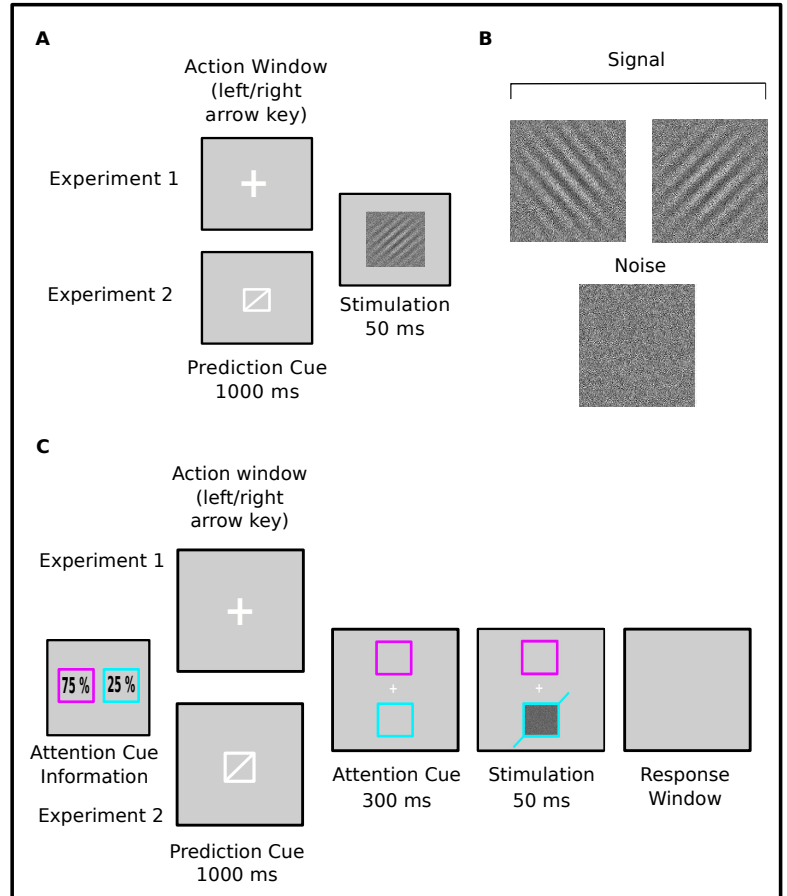 A
Action Window
(left/right
arrow key)
Experiment 1
Experiment 2
Prediction Cue
1000 ms
Stimulation
50 ms
B
Signal
Noise
C
Action window
(left/right
arrow key)
Experiment 1
75 % 25 %
Attention Cue
Information
Experiment 2
Prediction Cue
1000 ms
Attention Cue
300 ms
Stimulation
50 ms
Response
Window